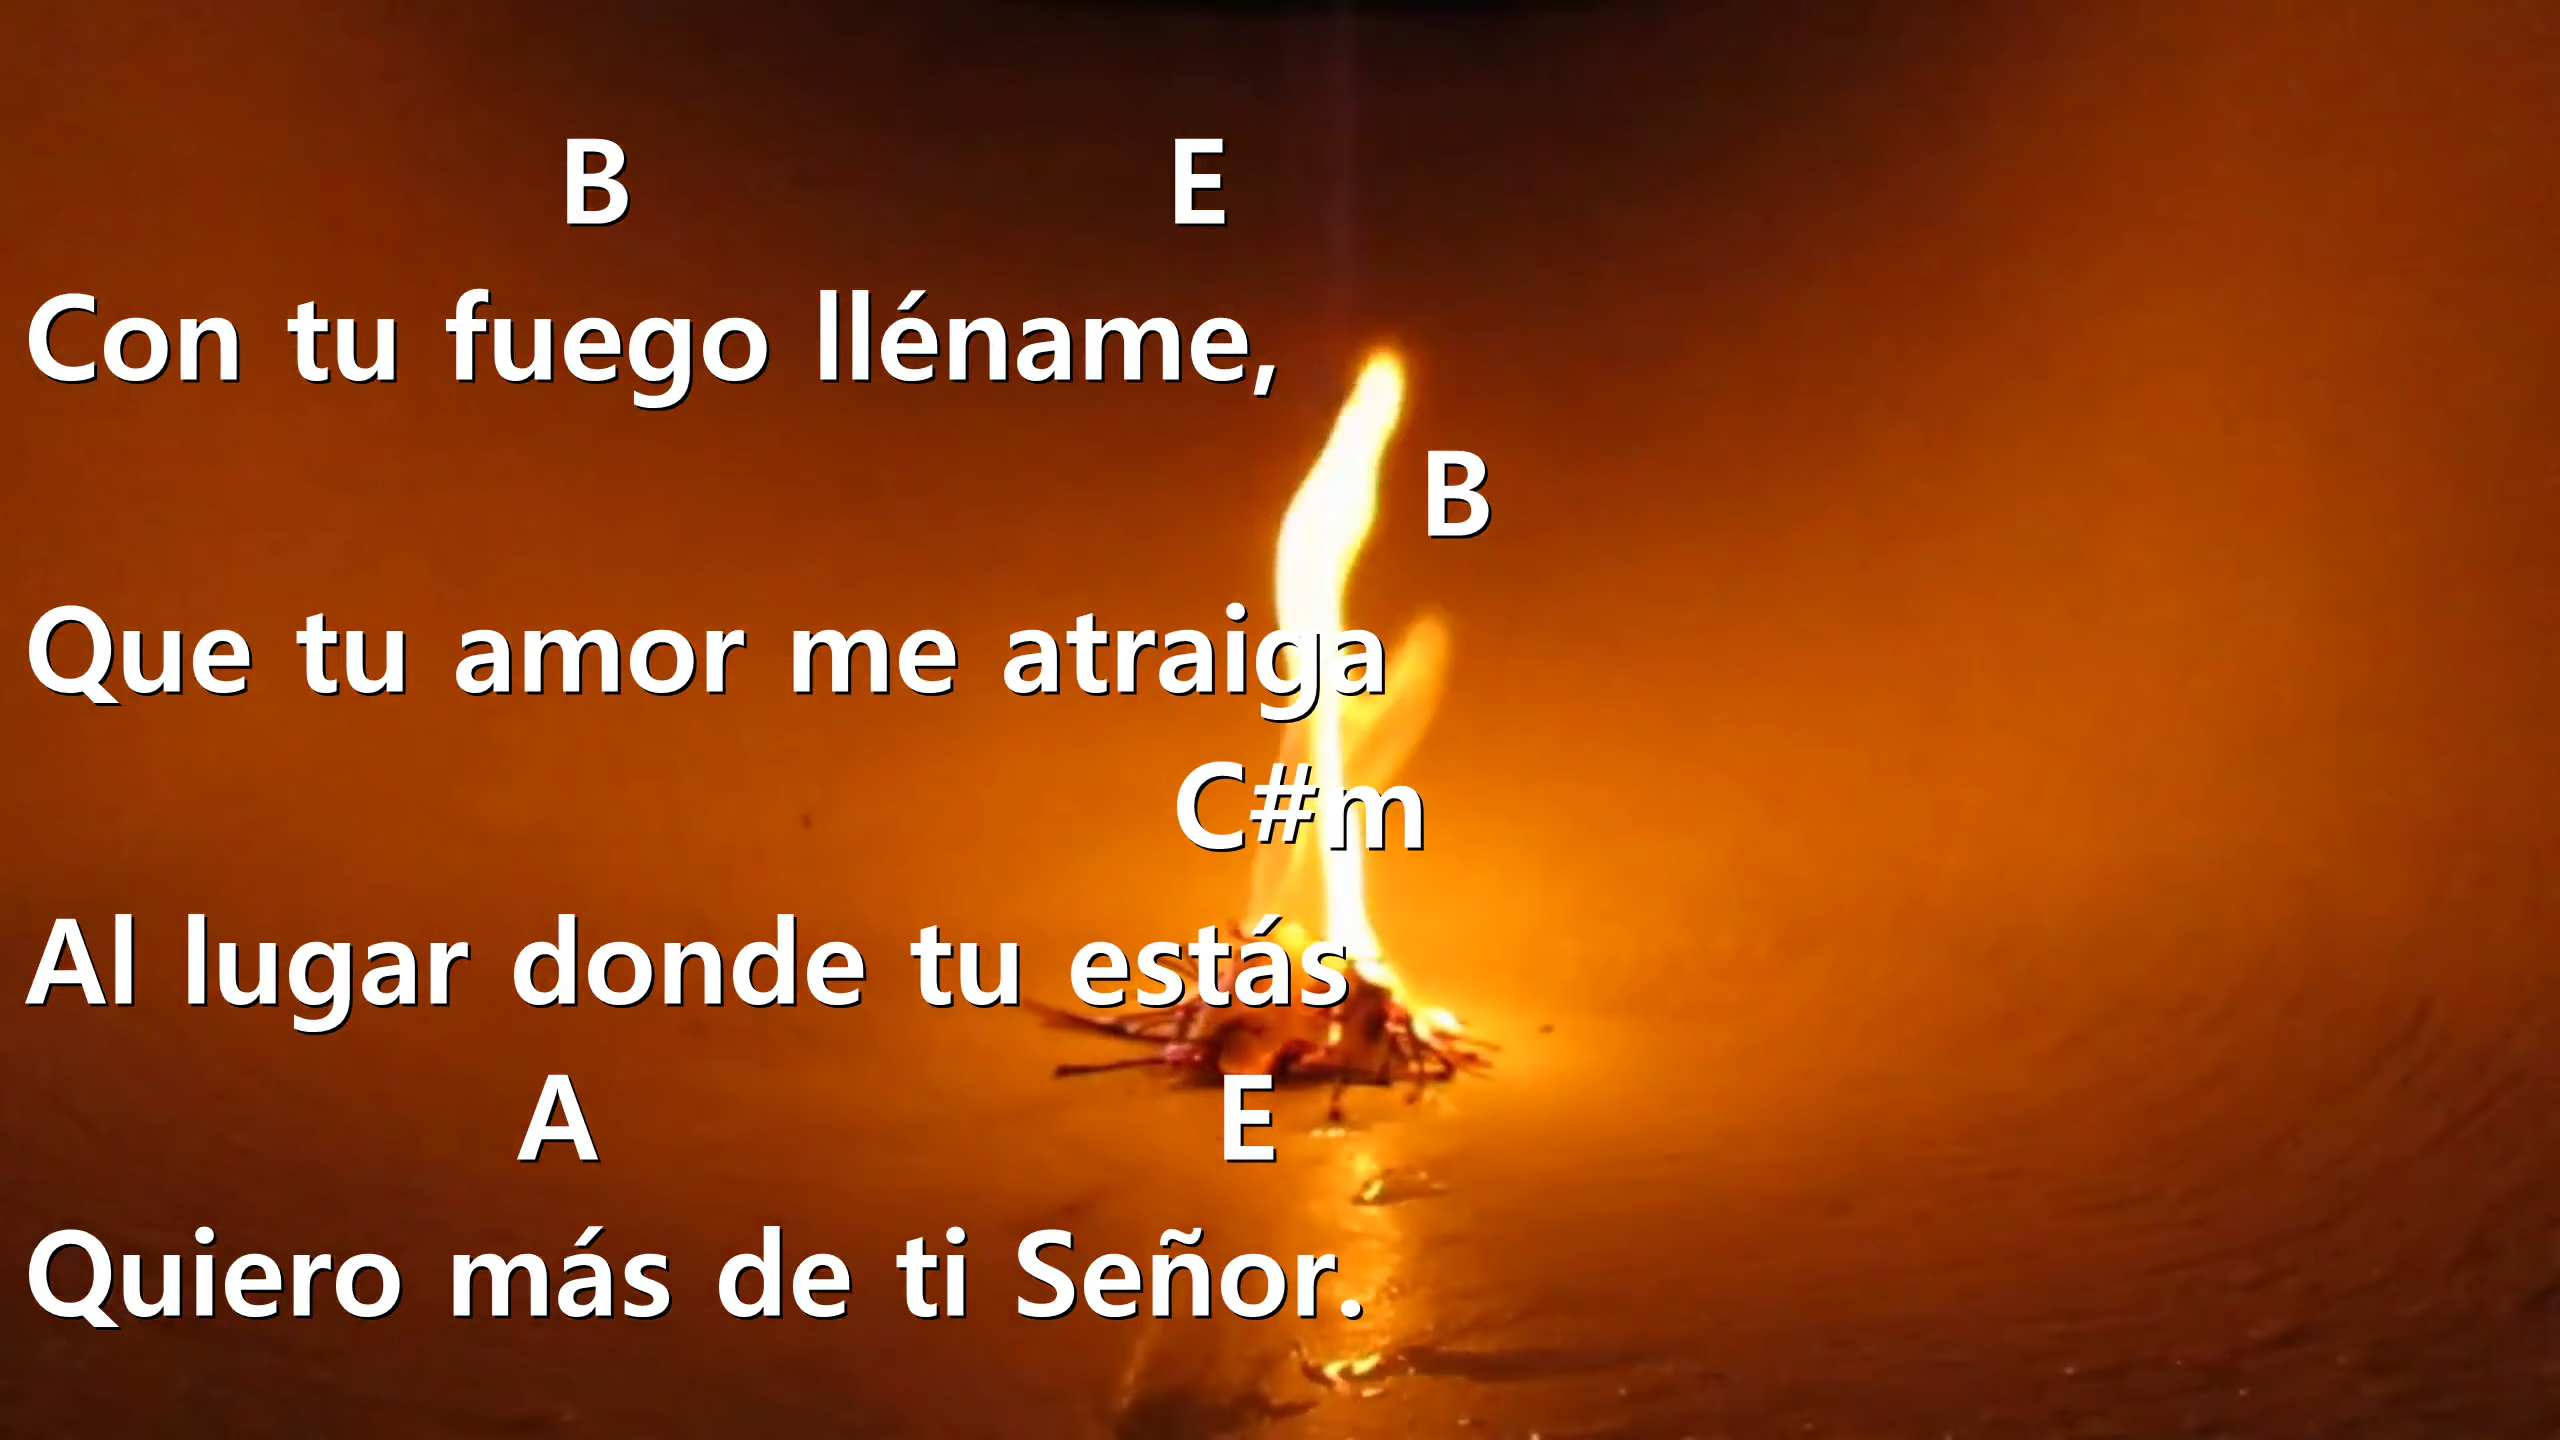 B E
Con tu fuego lléname,
B
Que tu amor me atraiga
C#m
Al lugar donde tu estás
A E
Quiero más de ti Señor.